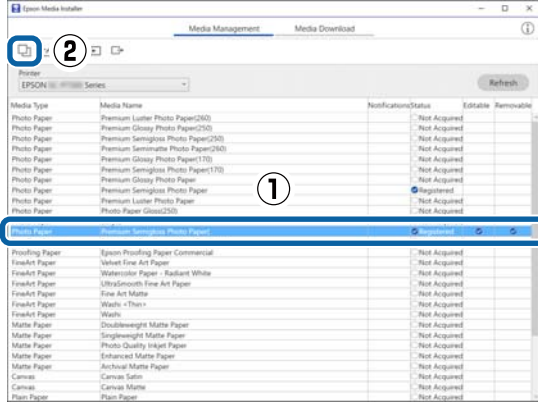 Epson Media Installer
Media Management Media Download
2
Printer
EPSON Series
Refresh
Media Type Media Name Notifications Status Editable Removable
Photo Paper Premium Luster Photo Paper(260) Not Acquired
Photo Paper Premium Glossy Photo Paper(250) Not Acquired
Photo Paper Premium Semigloss Photo Paper(250) Not Acquired
Photo Paper Premium Semimatte Photo Paper(260) Not Acquired
Photo Paper Premium Glossy Photo Paper(170) Not Acquired
Photo Paper Premium Semigloss Photo Paper(170) Not Acquired
Photo Paper Premium Glossy Photo Paper Not Acquired
Photo Paper Premium Semigloss Photo Paper Registered
Photo Paper Premium Luster Photo Paper Not Acquired
Photo Paper Photo Paper Gloss(250) Not Acquired
1
Photo Paper Premium Semigloss Photo Paper( Registered
Proofing Paper Epson Proofing Paper Commercial Not Acquired
FineArt Paper Velvet Fine Art Paper Not Acquired
FineArt Paper Watercolor Paper - Radiant White Not Acquired
FineArt Paper UltraSmooth Fine Art Paper Not Acquired
FineArt Paper Fine Art Matte Not Acquired
FineArt Paper Washi <Thin> Not Acquired
FineArt Paper Washi Not Acquired
Matte Paper Doubleweight Matte Paper Not Acquired
Matte Paper Singleweight Matte Paper Not Acquired
Matte Paper Photo Quality Inkjet Paper Not Acquired
Matte Paper Enhanced Matte Paper Not Acquired
Matte Paper Archival Matte Paper Not Acquired
Canvas Canvas Satin Not Acquired
Canvas Canvas Matte Not Acquired
Plain Paper Plain Paper Not Acquired